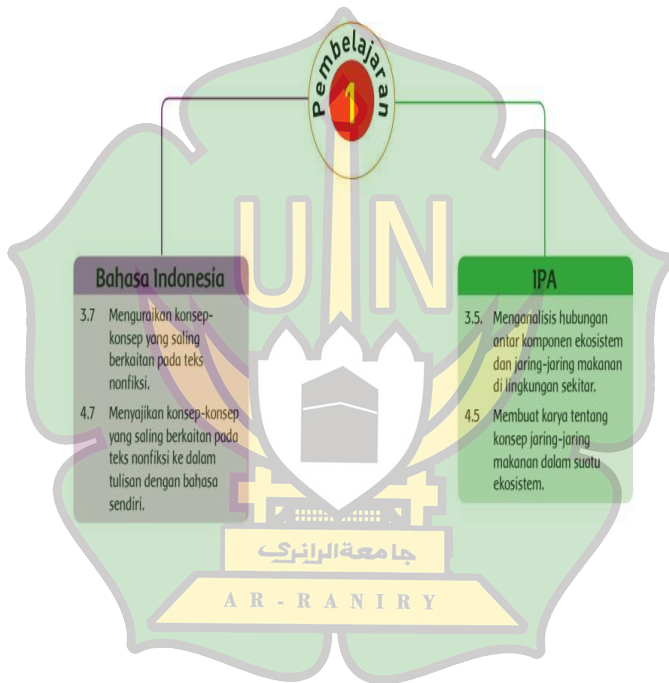 Pembelajaran
1
UIN
Bahasa Indonesia
3.7 Menguraikan konsep-
konsep yang saling
berkaitan pada teks
nonfiksi.
4.7 Menyajikan konsep-konsep
yang saling berkaitan pada
teks nonfiksi ke dalam
tulisan dengan bahasa
sendiri.
IPA
3.5. Menganalisis hubungan
antar komponen ekosistem
dan jaring-jaring makanan
di lingkungan sekitar.
4.5 Membuat karya tentang
konsep jaring-jaring
makanan dalam suatu
ekosistem.
جامعة الرانري
AR-RANIRY